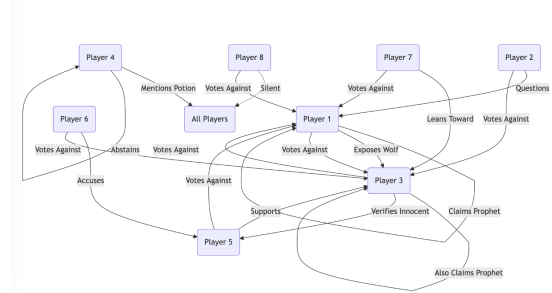 Player 4
Player 8
Player 7
Player 2
Mentions Potion
Votes Against
Silent
Votes Against
Questions
Player 6
All Players
Player 1
Leans Toward
Votes Against
Votes Against
Abstains
Votes Against
Votes Against
Exposes Wolf
Votes Against
Player 3
Accuses
Supports
Verifies Innocent
Claims Prophet
Player 5
Also Claims Prophet